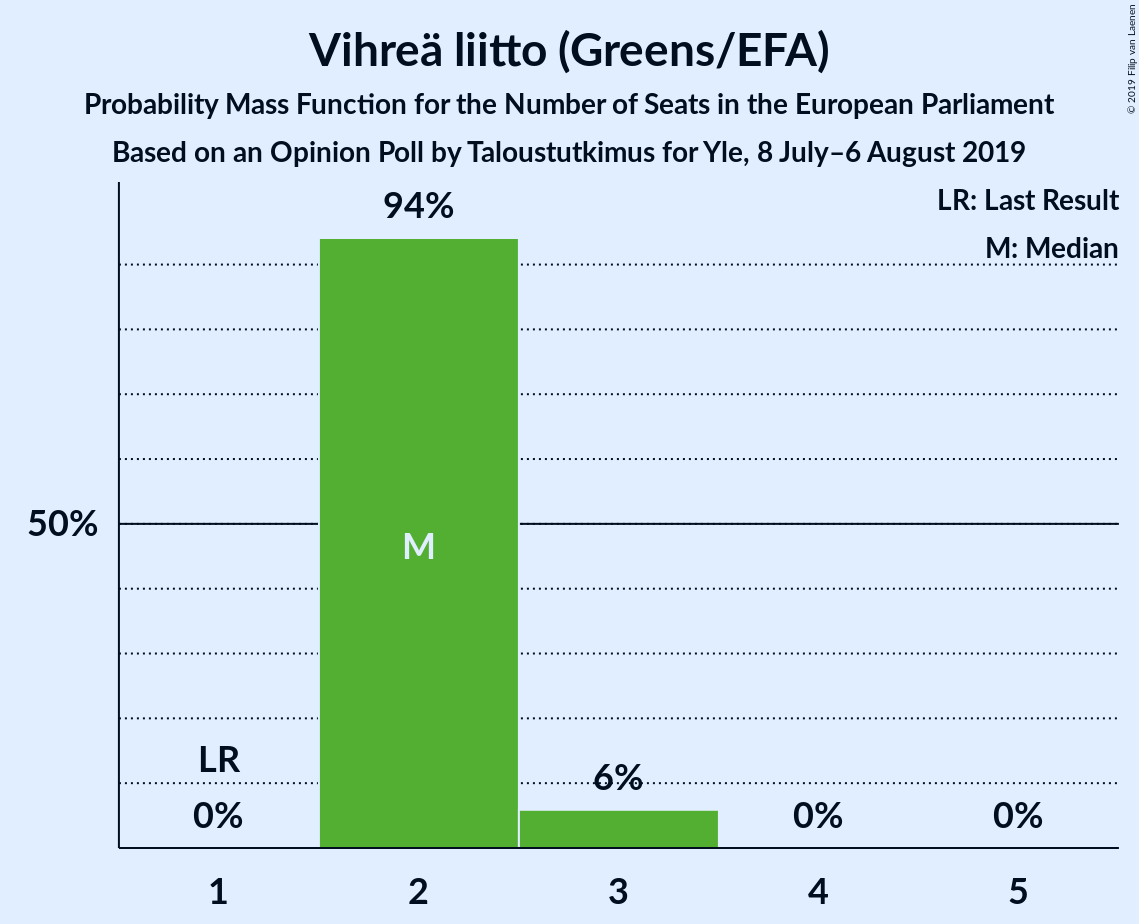 Vihreä liitto (Greens/EFA)
Probability Mass Function for the Number of Seats in the European Parliament
Based on an Opinion Poll by Taloustutkimus for Yle, 8 July–6 August 2019
© 2019 Filip van Laenen
LR: Last Result
M: Median
94%
50%
M
LR
0%
6%
0%
0%
1
2
3
4
5